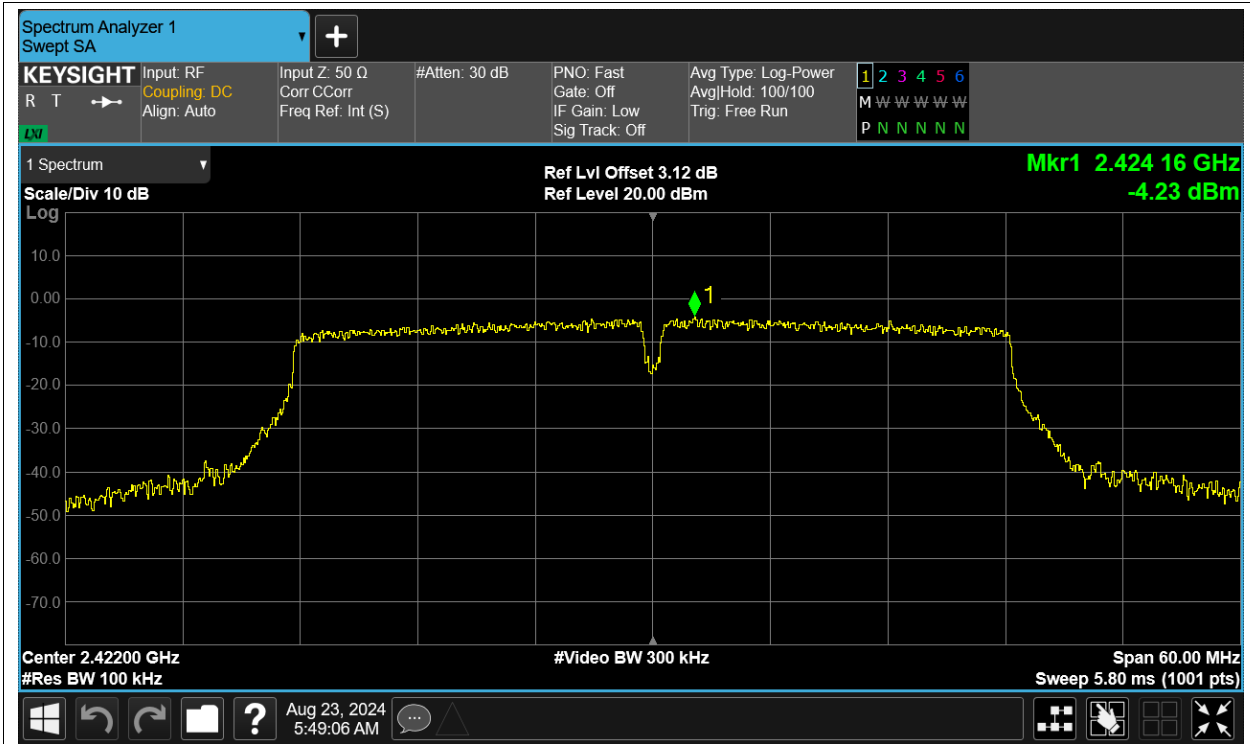 Spectrum Analyzer 1
Swept SA
KEYSIGHT
R T
LXI
Input: RF
Coupling: DC
Align: Auto
Input Z: 50 Ω
Corr CCorr
Freq Ref: Int (S)
#Atten: 30 dB
PNO: Fast
Gate: Off
IF Gain: Low
Sig Track: Off
Avg Type: Log-Power
Avg|Hold: 100/100
Trig: Free Run
1 2 3 4 5 6
M W W W W W
P N N N N N
1 Spectrum
Scale/Div 10 dB
Log
Ref Lvl Offset 3.12 dB
Ref Level 20.00 dBm
Mkr1 2.424 16 GHz
-4.23 dBm
10.0
0.00
-10.0
-20.0
-30.0
-40.0
-50.0
-60.0
-70.0
1
Center 2.42200 GHz
#Res BW 100 kHz
#Video BW 300 kHz
Span 60.00 MHz
Sweep 5.80 ms (1001 pts)
?
Aug 23, 2024
5:49:06 AM